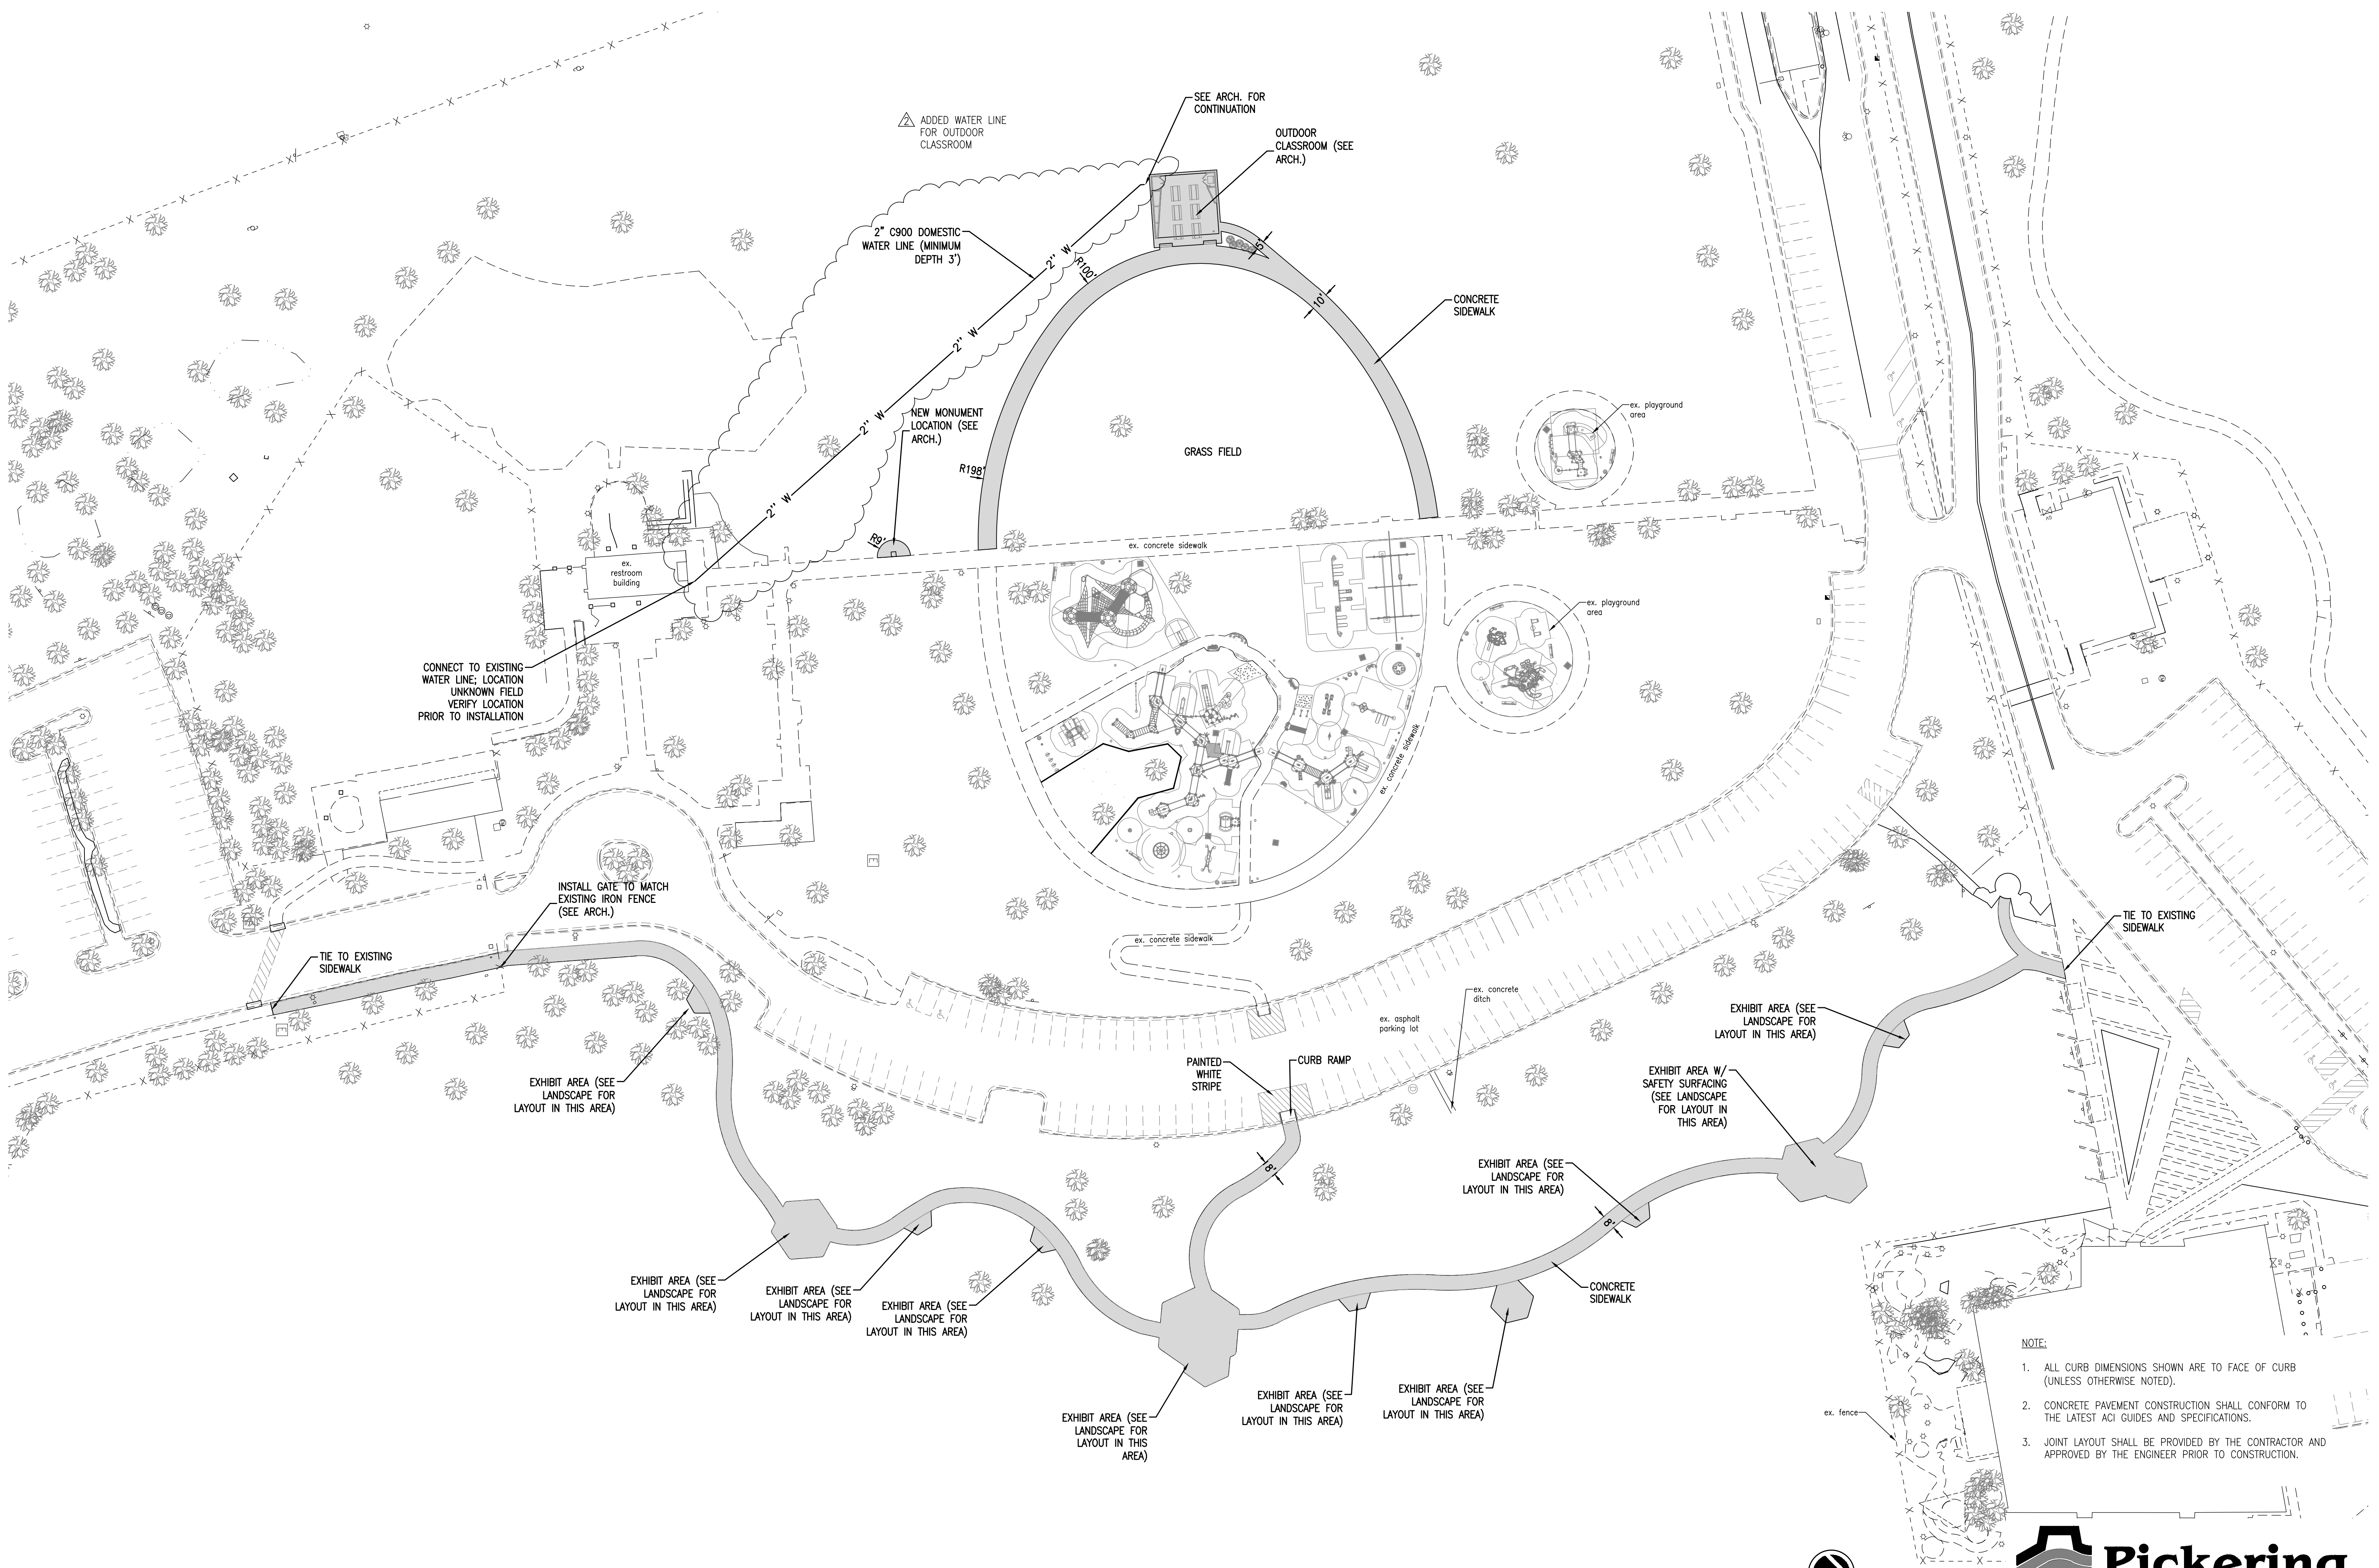 SEE ARCH. FOR
CONTINUATION
2 ADDED WATER LINE
FOR OUTDOOR
CLASSROOM
OUTDOOR
CLASSROOM (SEE
ARCH.)
2" C900 DOMESTIC
WATER LINE (MINIMUM
DEPTH 3')
2" W
2" W
2" W
2" W
R100'
5'
10'
CONCRETE
SIDEWALK
NEW MONUMENT
LOCATION (SEE
ARCH.)
R198'
R9'
GRASS FIELD
ex. playground
area
ex. concrete sidewalk
ex.
restroom
building
ex. playground
area
CONNECT TO EXISTING
WATER LINE; LOCATION
UNKNOWN FIELD
VERIFY LOCATION
PRIOR TO INSTALLATION
ex. concrete sidewalk
E
INSTALL GATE TO MATCH
EXISTING IRON FENCE
(SEE ARCH.)
TIE TO EXISTING
SIDEWALK
ex. concrete sidewalk
TIE TO EXISTING
SIDEWALK
E
ex. concrete
ditch
ex. asphalt
parking lot
EXHIBIT AREA (SEE
LANDSCAPE FOR
LAYOUT IN THIS AREA)
PAINTED
WHITE
STRIPE
CURB RAMP
EXHIBIT AREA (SEE
LANDSCAPE FOR
LAYOUT IN THIS AREA)
EXHIBIT AREA W/
SAFETY SURFACING
(SEE LANDSCAPE
FOR LAYOUT IN
THIS AREA)
8'
EXHIBIT AREA (SEE
LANDSCAPE FOR
LAYOUT IN THIS AREA)
8'
EXHIBIT AREA (SEE
LANDSCAPE FOR
LAYOUT IN THIS AREA)
EXHIBIT AREA (SEE
LANDSCAPE FOR
LAYOUT IN THIS AREA)
EXHIBIT AREA (SEE
LANDSCAPE FOR
LAYOUT IN THIS AREA)
CONCRETE
SIDEWALK
EXHIBIT AREA (SEE
LANDSCAPE FOR
LAYOUT IN THIS
AREA)
EXHIBIT AREA (SEE
LANDSCAPE FOR
LAYOUT IN THIS AREA)
EXHIBIT AREA (SEE
LANDSCAPE FOR
LAYOUT IN THIS AREA)
ex. fence
NOTE:
1. ALL CURB DIMENSIONS SHOWN ARE TO FACE OF CURB
(UNLESS OTHERWISE NOTED).
2. CONCRETE PAVEMENT CONSTRUCTION SHALL CONFORM TO
THE LATEST ACI GUIDES AND SPECIFICATIONS.
3. JOINT LAYOUT SHALL BE PROVIDED BY THE CONTRACTOR AND
APPROVED BY THE ENGINEER PRIOR TO CONSTRUCTION.
Pickering